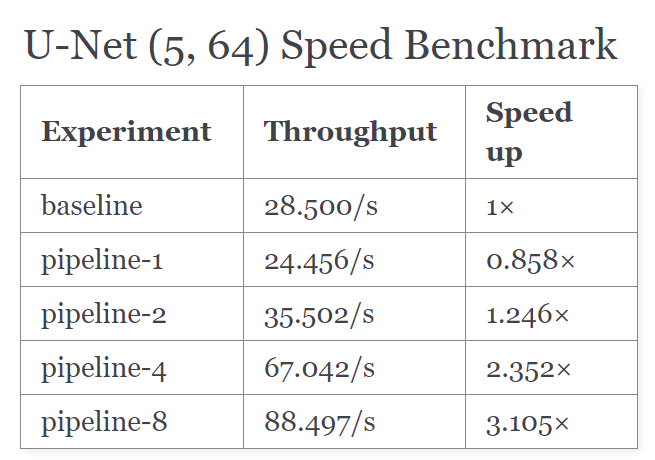 U-Net (5, 64) Speed Benchmark
Experiment Throughput Speed up
baseline 28.500/s 1×
pipeline-1 24.456/s 0.858×
pipeline-2 35.502/s 1.246×
pipeline-4 67.042/s 2.352×
pipeline-8 88.497/s 3.105×